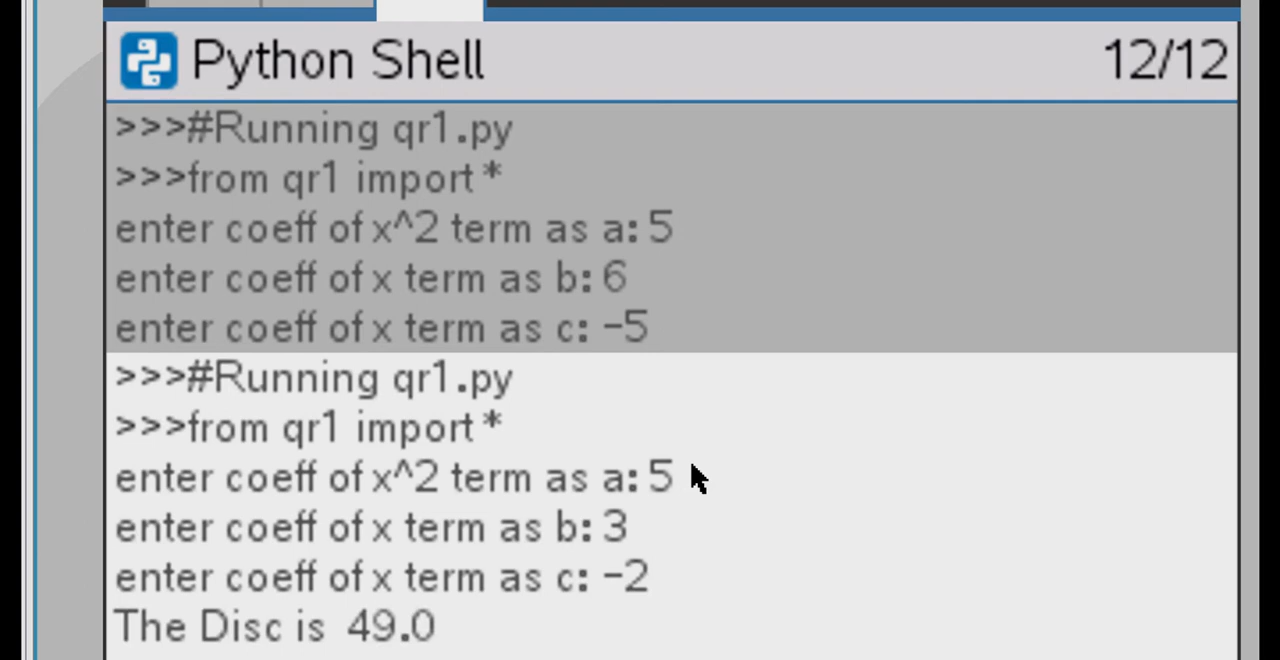 Python Shell 12/12
>>>#Running qr1.py
>>>from qr1 import *
enter coeff of x^2 term as a: 5
enter coeff of x term as b: 6
enter coeff of x term as c: -5
>>>#Running qr1.py
>>>from qr1 import *
enter coeff of x^2 term as a: 5
enter coeff of x term as b: 3
enter coeff of x term as c: -2
The Disc is  49.0